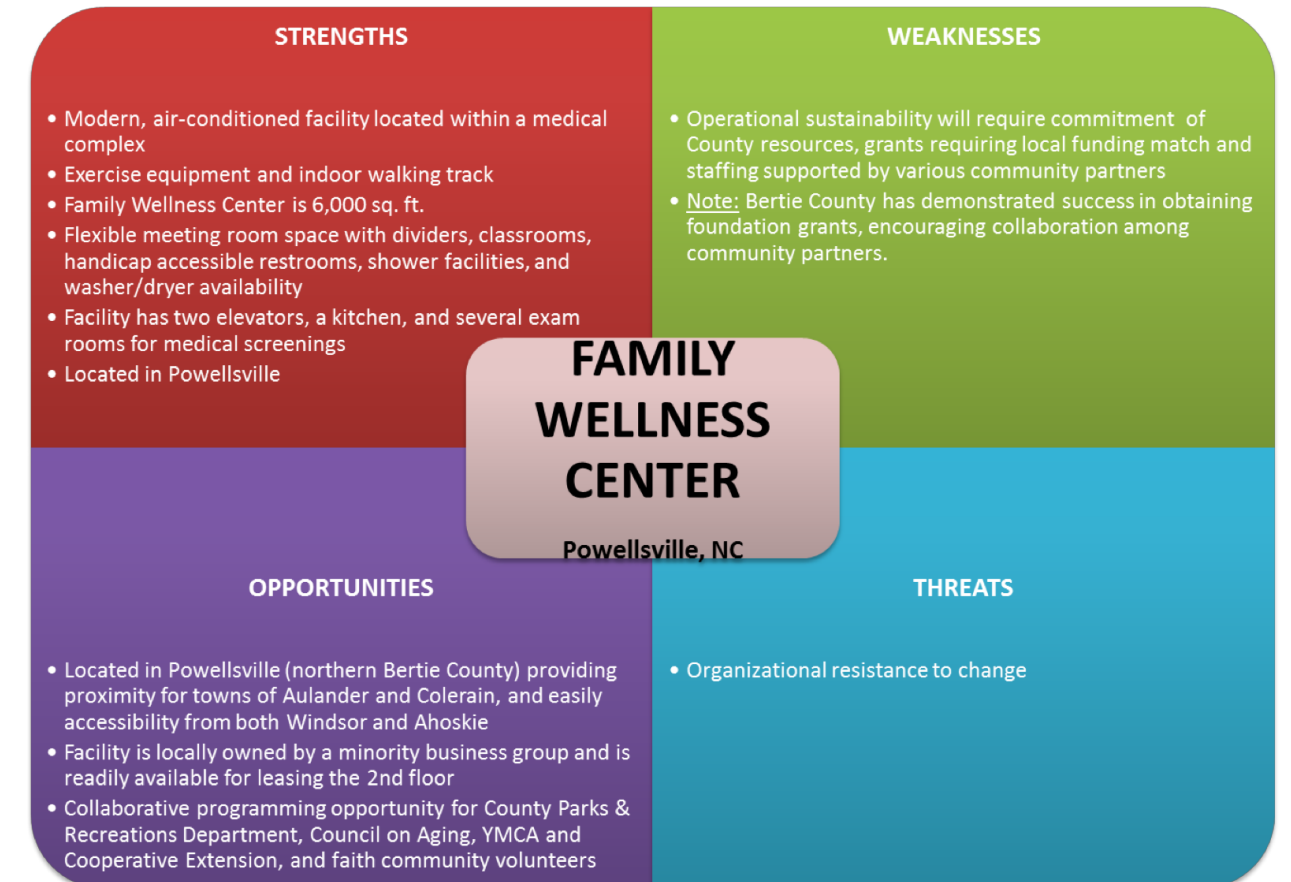 STRENGTHS
• Modern, air-conditioned facility located within a medical
complex
• Exercise equipment and indoor walking track
• Family Wellness Center is 6,000 sq. ft.
• Flexible meeting room space with dividers, classrooms,
handicap accessible restrooms, shower facilities, and
washer/dryer availability
• Facility has two elevators, a kitchen, and several exam
rooms for medical screenings
• Located in Powellsville
WEAKNESSES
• Operational sustainability will require commitment of
County resources, grants requiring local funding match and
staffing supported by various community partners
• Note: Bertie County has demonstrated success in obtaining
foundation grants, encouraging collaboration among
community partners.
FAMILY
WELLNESS
CENTER
Powellsville, NC
OPPORTUNITIES
• Located in Powellsville (northern Bertie County) providing
proximity for towns of Aulander and Colerain, and easily
accessibility from both Windsor and Ahoskie
• Facility is locally owned by a minority business group and is
readily available for leasing the 2nd floor
• Collaborative programming opportunity for County Parks &
Recreations Department, Council on Aging, YMCA and
Cooperative Extension, and faith community volunteers
THREATS
• Organizational resistance to change